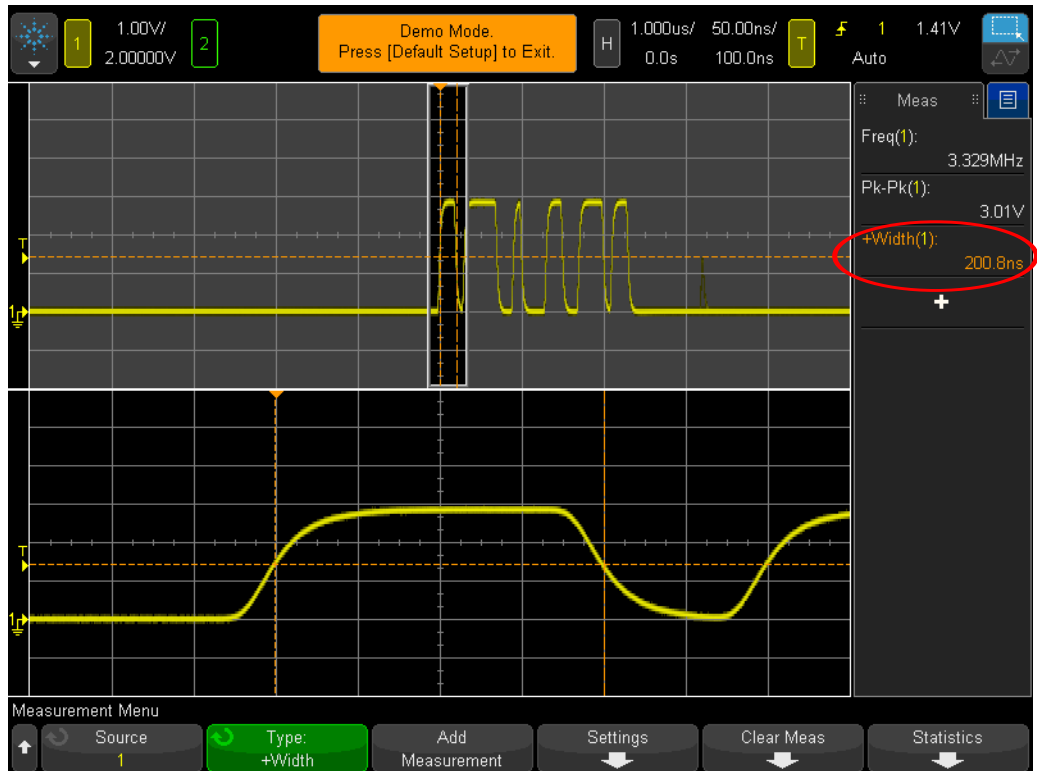 1
1.00V/
2.00000V
2
Demo Mode.
Press [Default Setup] to Exit.
H
1.000us/
0.0s
50.00ns/
100.0ns
T
1
1.41V
Auto
Meas
Freq(1):
3.329MHz
Pk-Pk(1):
3.01V
+Width(1):
200.8ns
+
T
1
T
1
Measurement Menu
Source
1
Type:
+Width
Add
Measurement
Settings
Clear Meas
Statistics